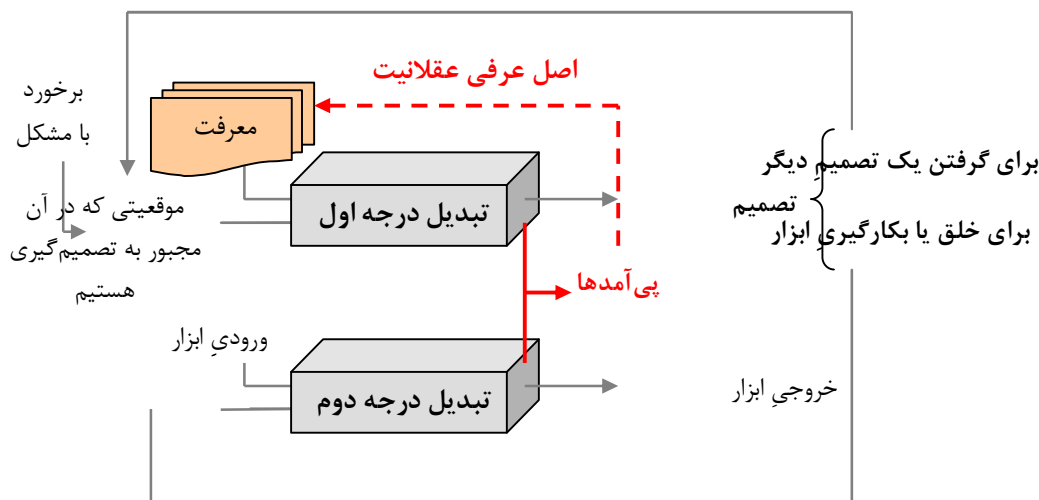 اصل عرفی عقلانیت
برخورد
با مشکل
معرفت
موقعیتی که در آن
مجبور به تصمیم‌گیری
هستیم
تبدیل درجه اول
برای گرفتن یک تصمیمِ دیگر
تصمیم
برای خلق یا بکارگیریِ ابزار
پی‌آمدها
ورودیِ ابزار
تبدیل درجه دوم
خروجیِ ابزار